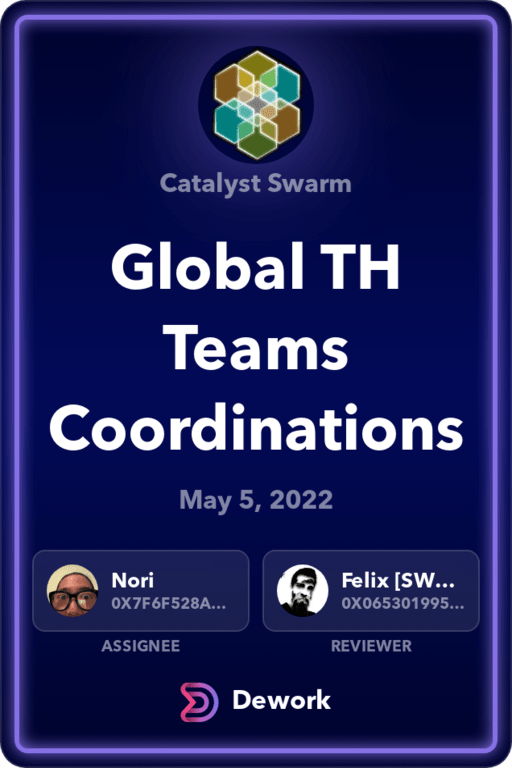 Catalyst Swarm
Global TH
Teams
Coordinations
May 5, 2022
Nori
0X7F6F528A...
ASSIGNEE
Felix [SW...
0X065301995...
REVIEWER
Dework